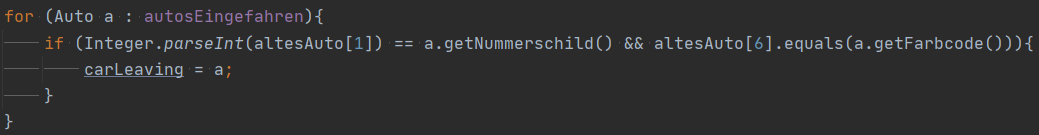 for (Auto a : autosEingefahren){
if (Integer.parseInt(altesAuto[1]) == a.getNummerschild() && altesAuto[6].equals(a.getFarbcode())){
carLeaving = a;
}
}